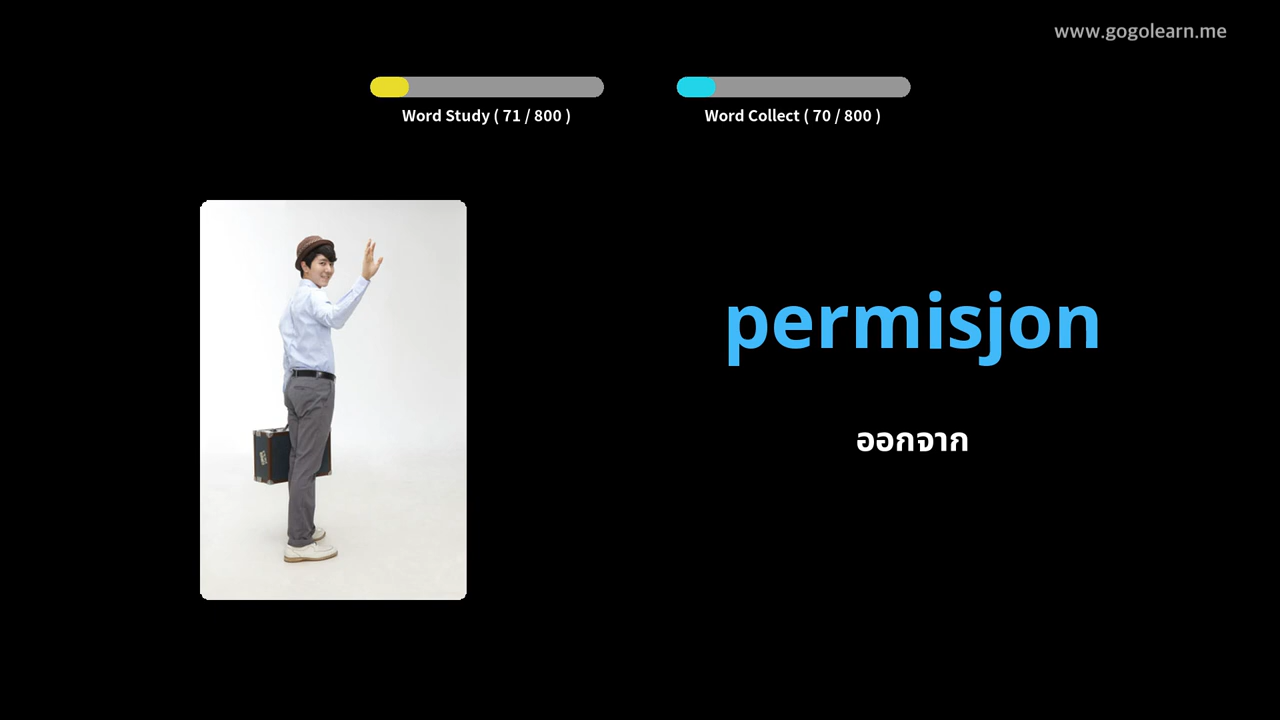 www.gogolearn.me
Word Study ( 71 / 800 )
Word Collect ( 70 / 800 )
permisjon
ออกจาก